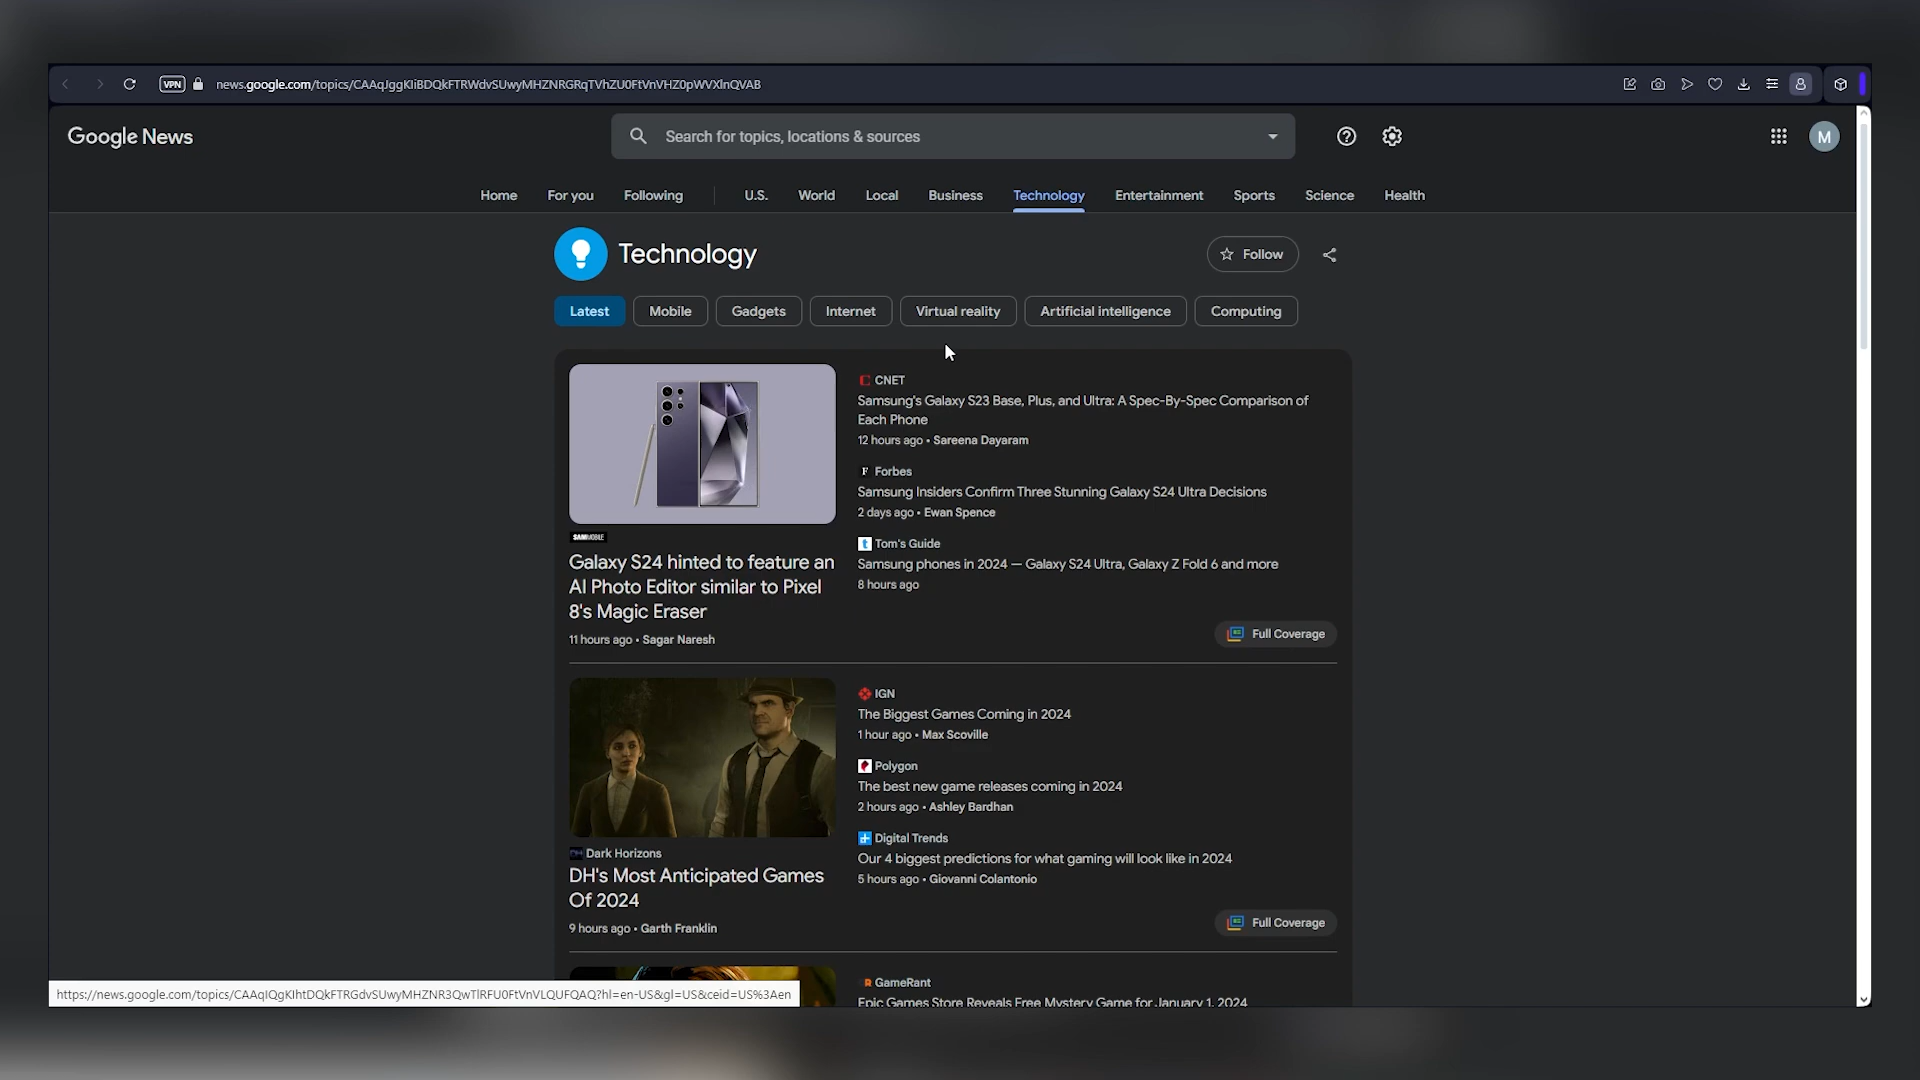 VPN
news.google.com/topics/CAAqJggKIiBDQkFTRWdvSUwyMHZNRGRqTVhZU0FtVnVHZ0pWVXlnQVAB
Google News
Search for topics, locations & sources
M
Home For you Following U.S. World Local Business Technology Entertainment Sports Science Health
Technology
Follow
Latest Mobile Gadgets Internet Virtual reality Artificial intelligence Computing
SAMMOBILE
Galaxy S24 hinted to feature an
AI Photo Editor similar to Pixel
8's Magic Eraser
11 hours ago • Sagar Naresh
CNET
Samsung's Galaxy S23 Base, Plus, and Ultra: A Spec-By-Spec Comparison of
Each Phone
12 hours ago • Sareena Dayaram
F Forbes
Samsung Insiders Confirm Three Stunning Galaxy S24 Ultra Decisions
2 days ago • Ewan Spence
t Tom's Guide
Samsung phones in 2024 — Galaxy S24 Ultra, Galaxy Z Fold 6 and more
8 hours ago
Full Coverage
DH Dark Horizons
DH's Most Anticipated Games
Of 2024
9 hours ago • Garth Franklin
IGN
The Biggest Games Coming in 2024
1 hour ago • Max Scoville
Polygon
The best new game releases coming in 2024
2 hours ago • Ashley Bardhan
Digital Trends
Our 4 biggest predictions for what gaming will look like in 2024
5 hours ago • Giovanni Colantonio
Full Coverage
GameRant
Epic Games Store Reveals Free Mystery Game for January 1, 2024
https://news.google.com/topics/CAAqIQgKIhtDQkFTRGdvSUwyMHZNR3QwTlRFU0FtVnVLQUFQAQ?hl=en-US&gl=US&ceid=US%3Aen